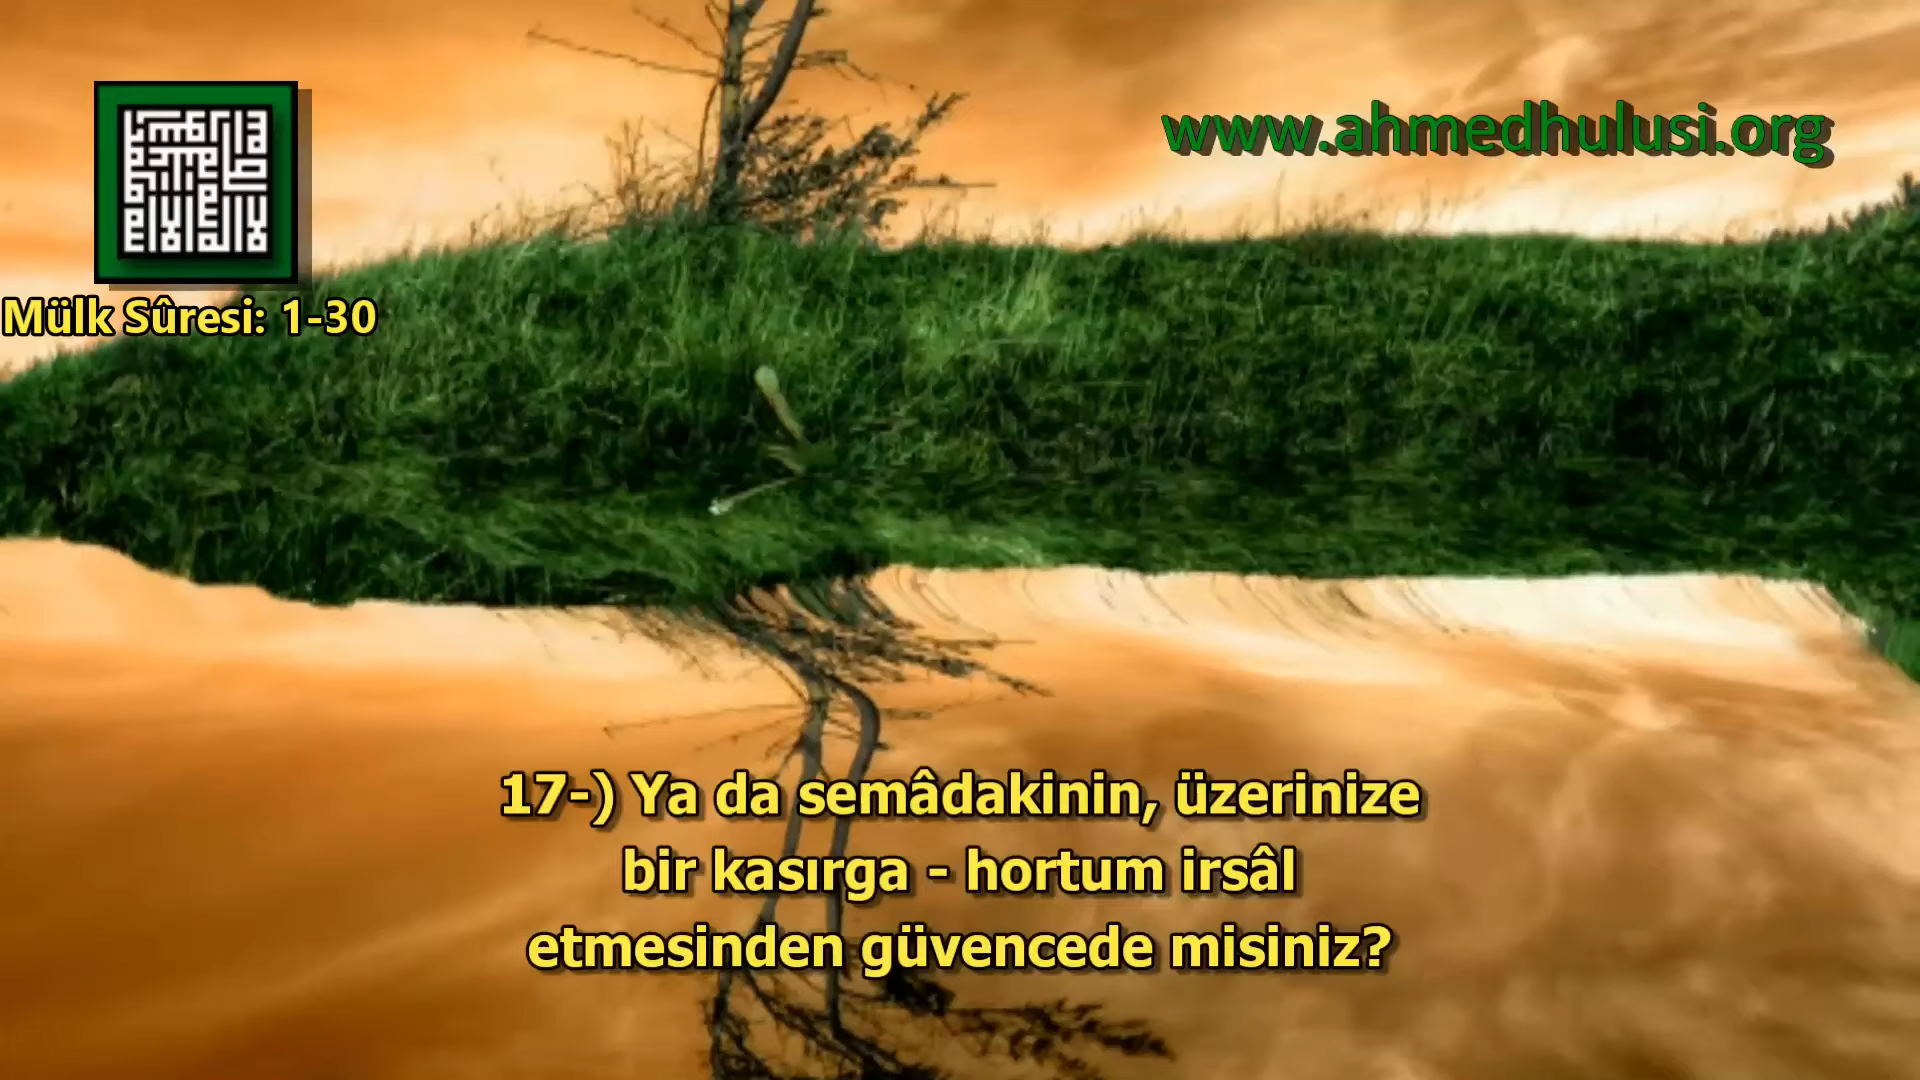 www.ahmedhulusi.org
Mülk Sûresi: 1-30
17-) Ya da semâdakinin, üzerinize
bir kasırga - hortum irsâl
etmesinden güvencede misiniz?